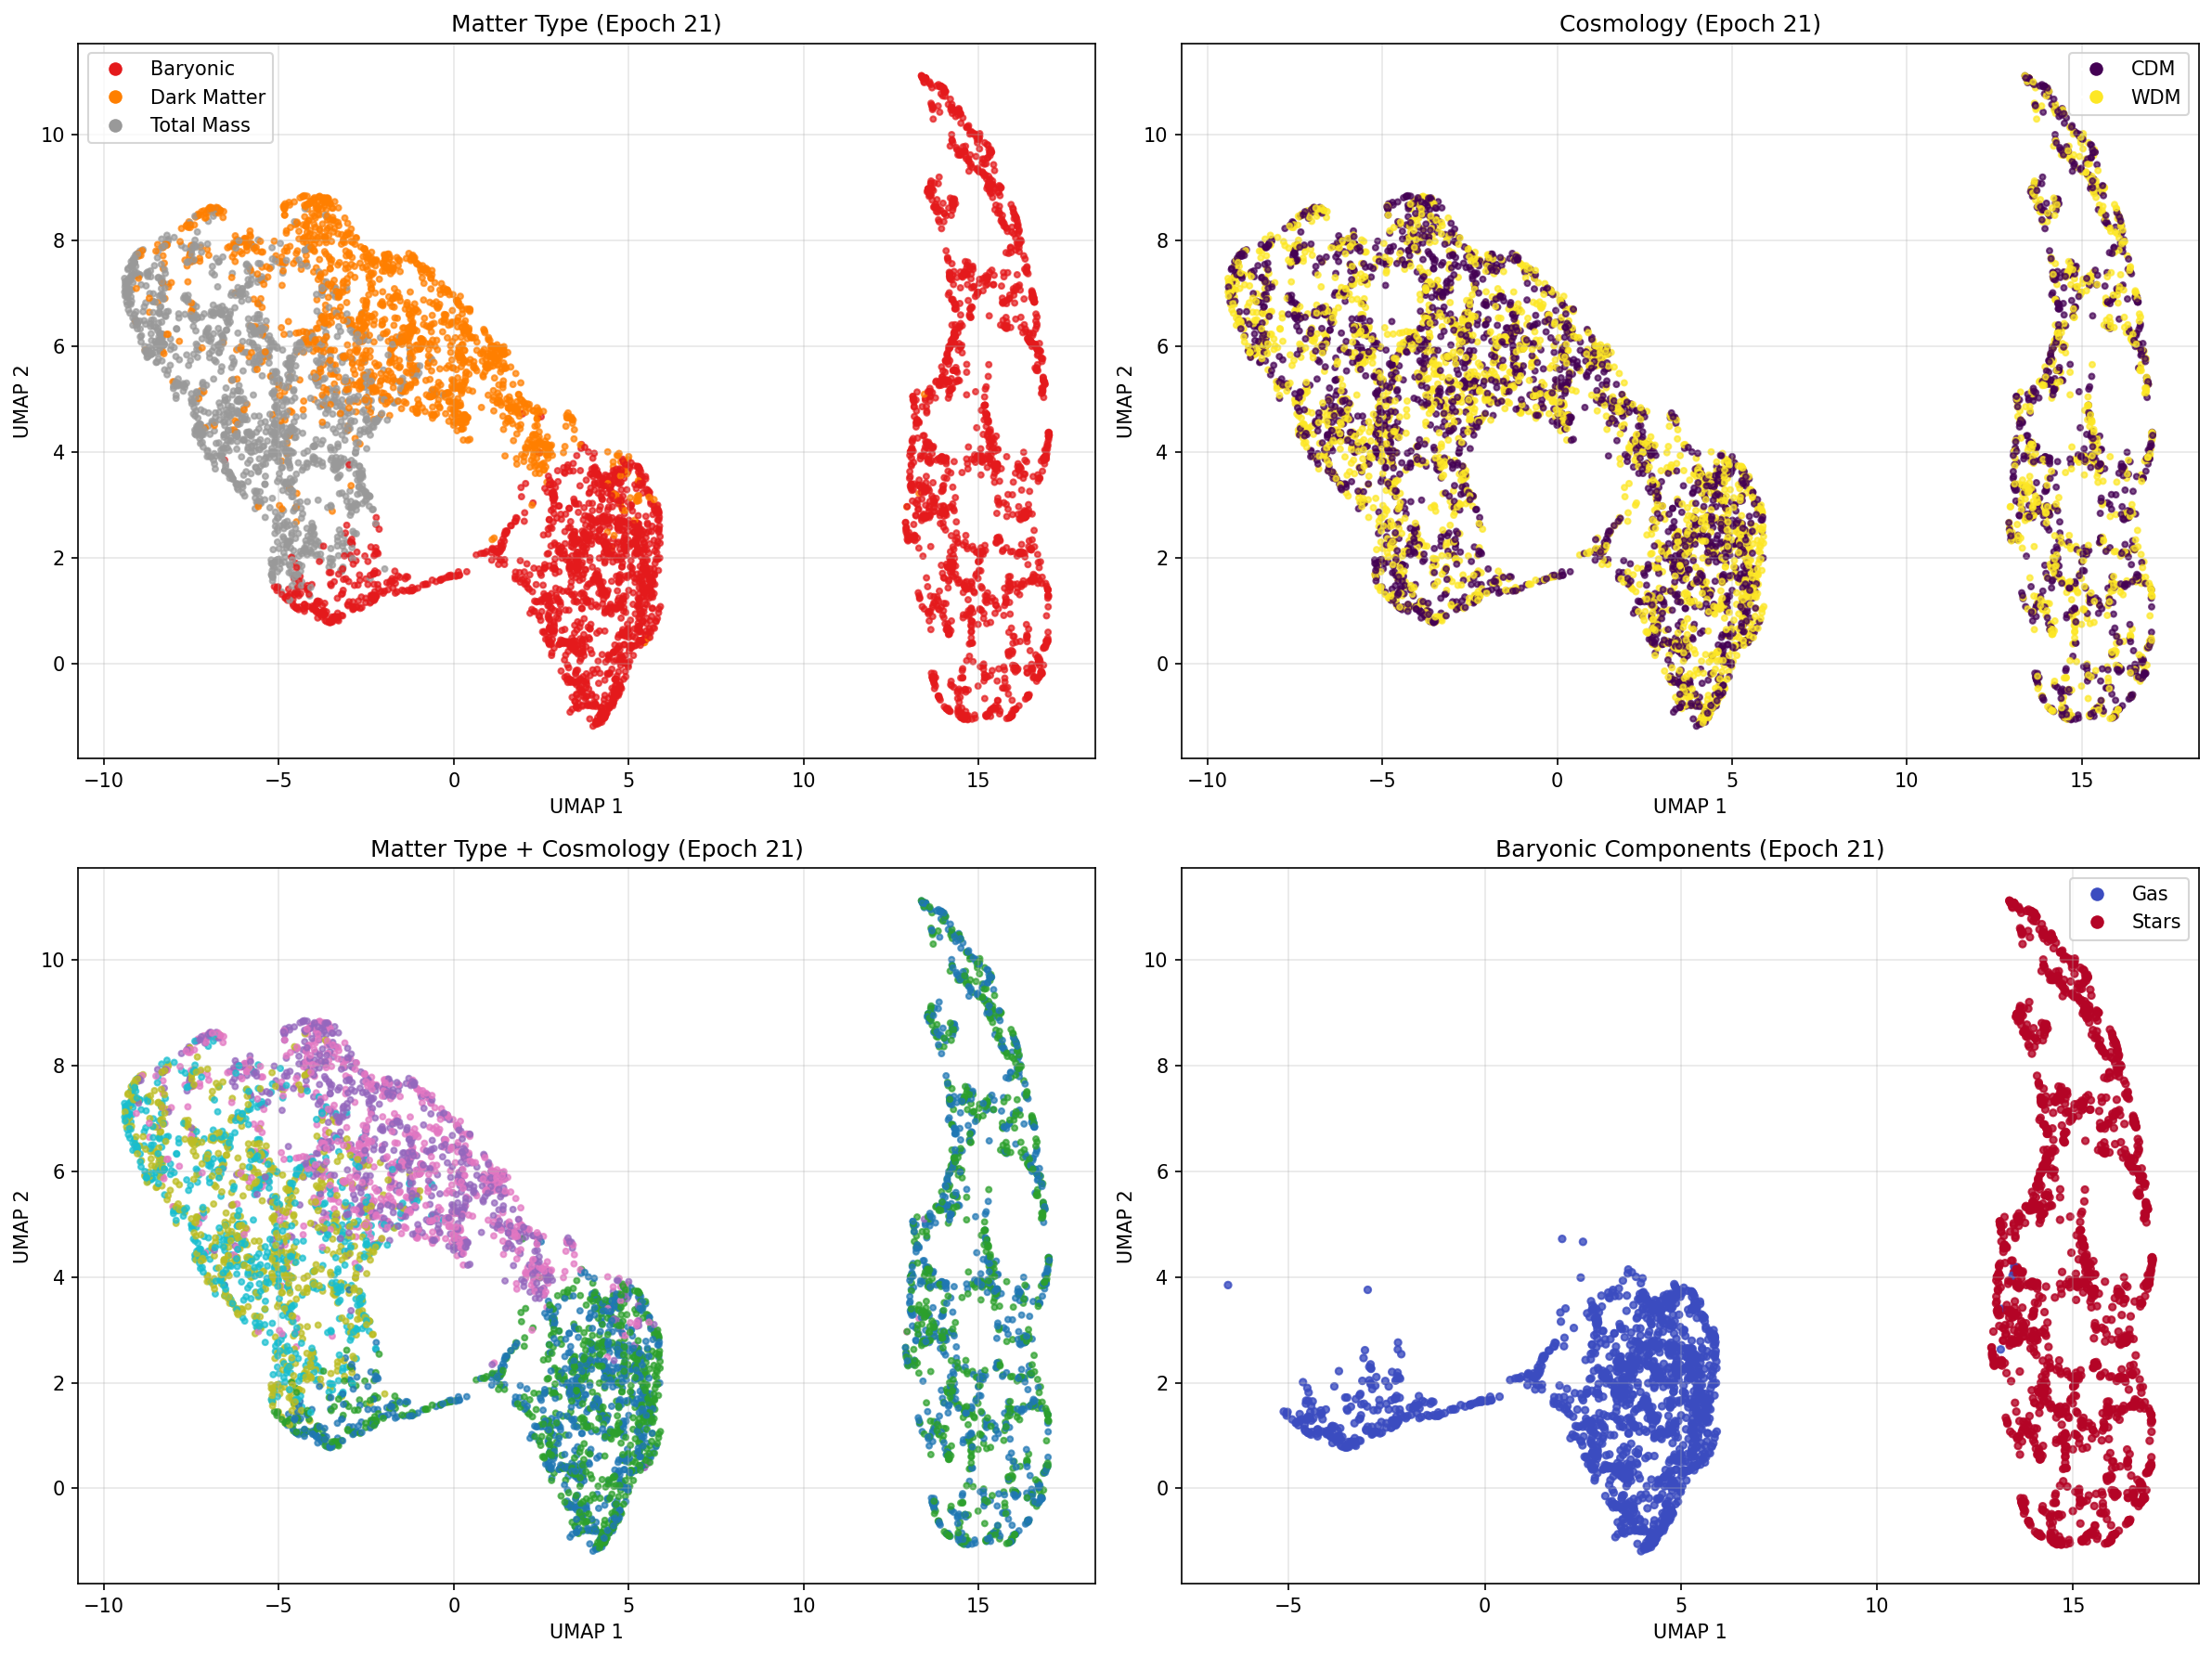 Matter Type (Epoch 21)
Baryonic
Dark Matter
Total Mass
10
8
6
4
2
0
UMAP 2
−10
−5
0
5
10
15
UMAP 1
Cosmology (Epoch 21)
CDM
WDM
10
8
6
4
2
0
UMAP 2
−10
−5
0
5
10
15
UMAP 1
Matter Type + Cosmology (Epoch 21)
10
8
6
4
2
0
UMAP 2
−10
−5
0
5
10
15
UMAP 1
Baryonic Components (Epoch 21)
Gas
Stars
10
8
6
4
2
0
UMAP 2
−5
0
5
10
15
UMAP 1